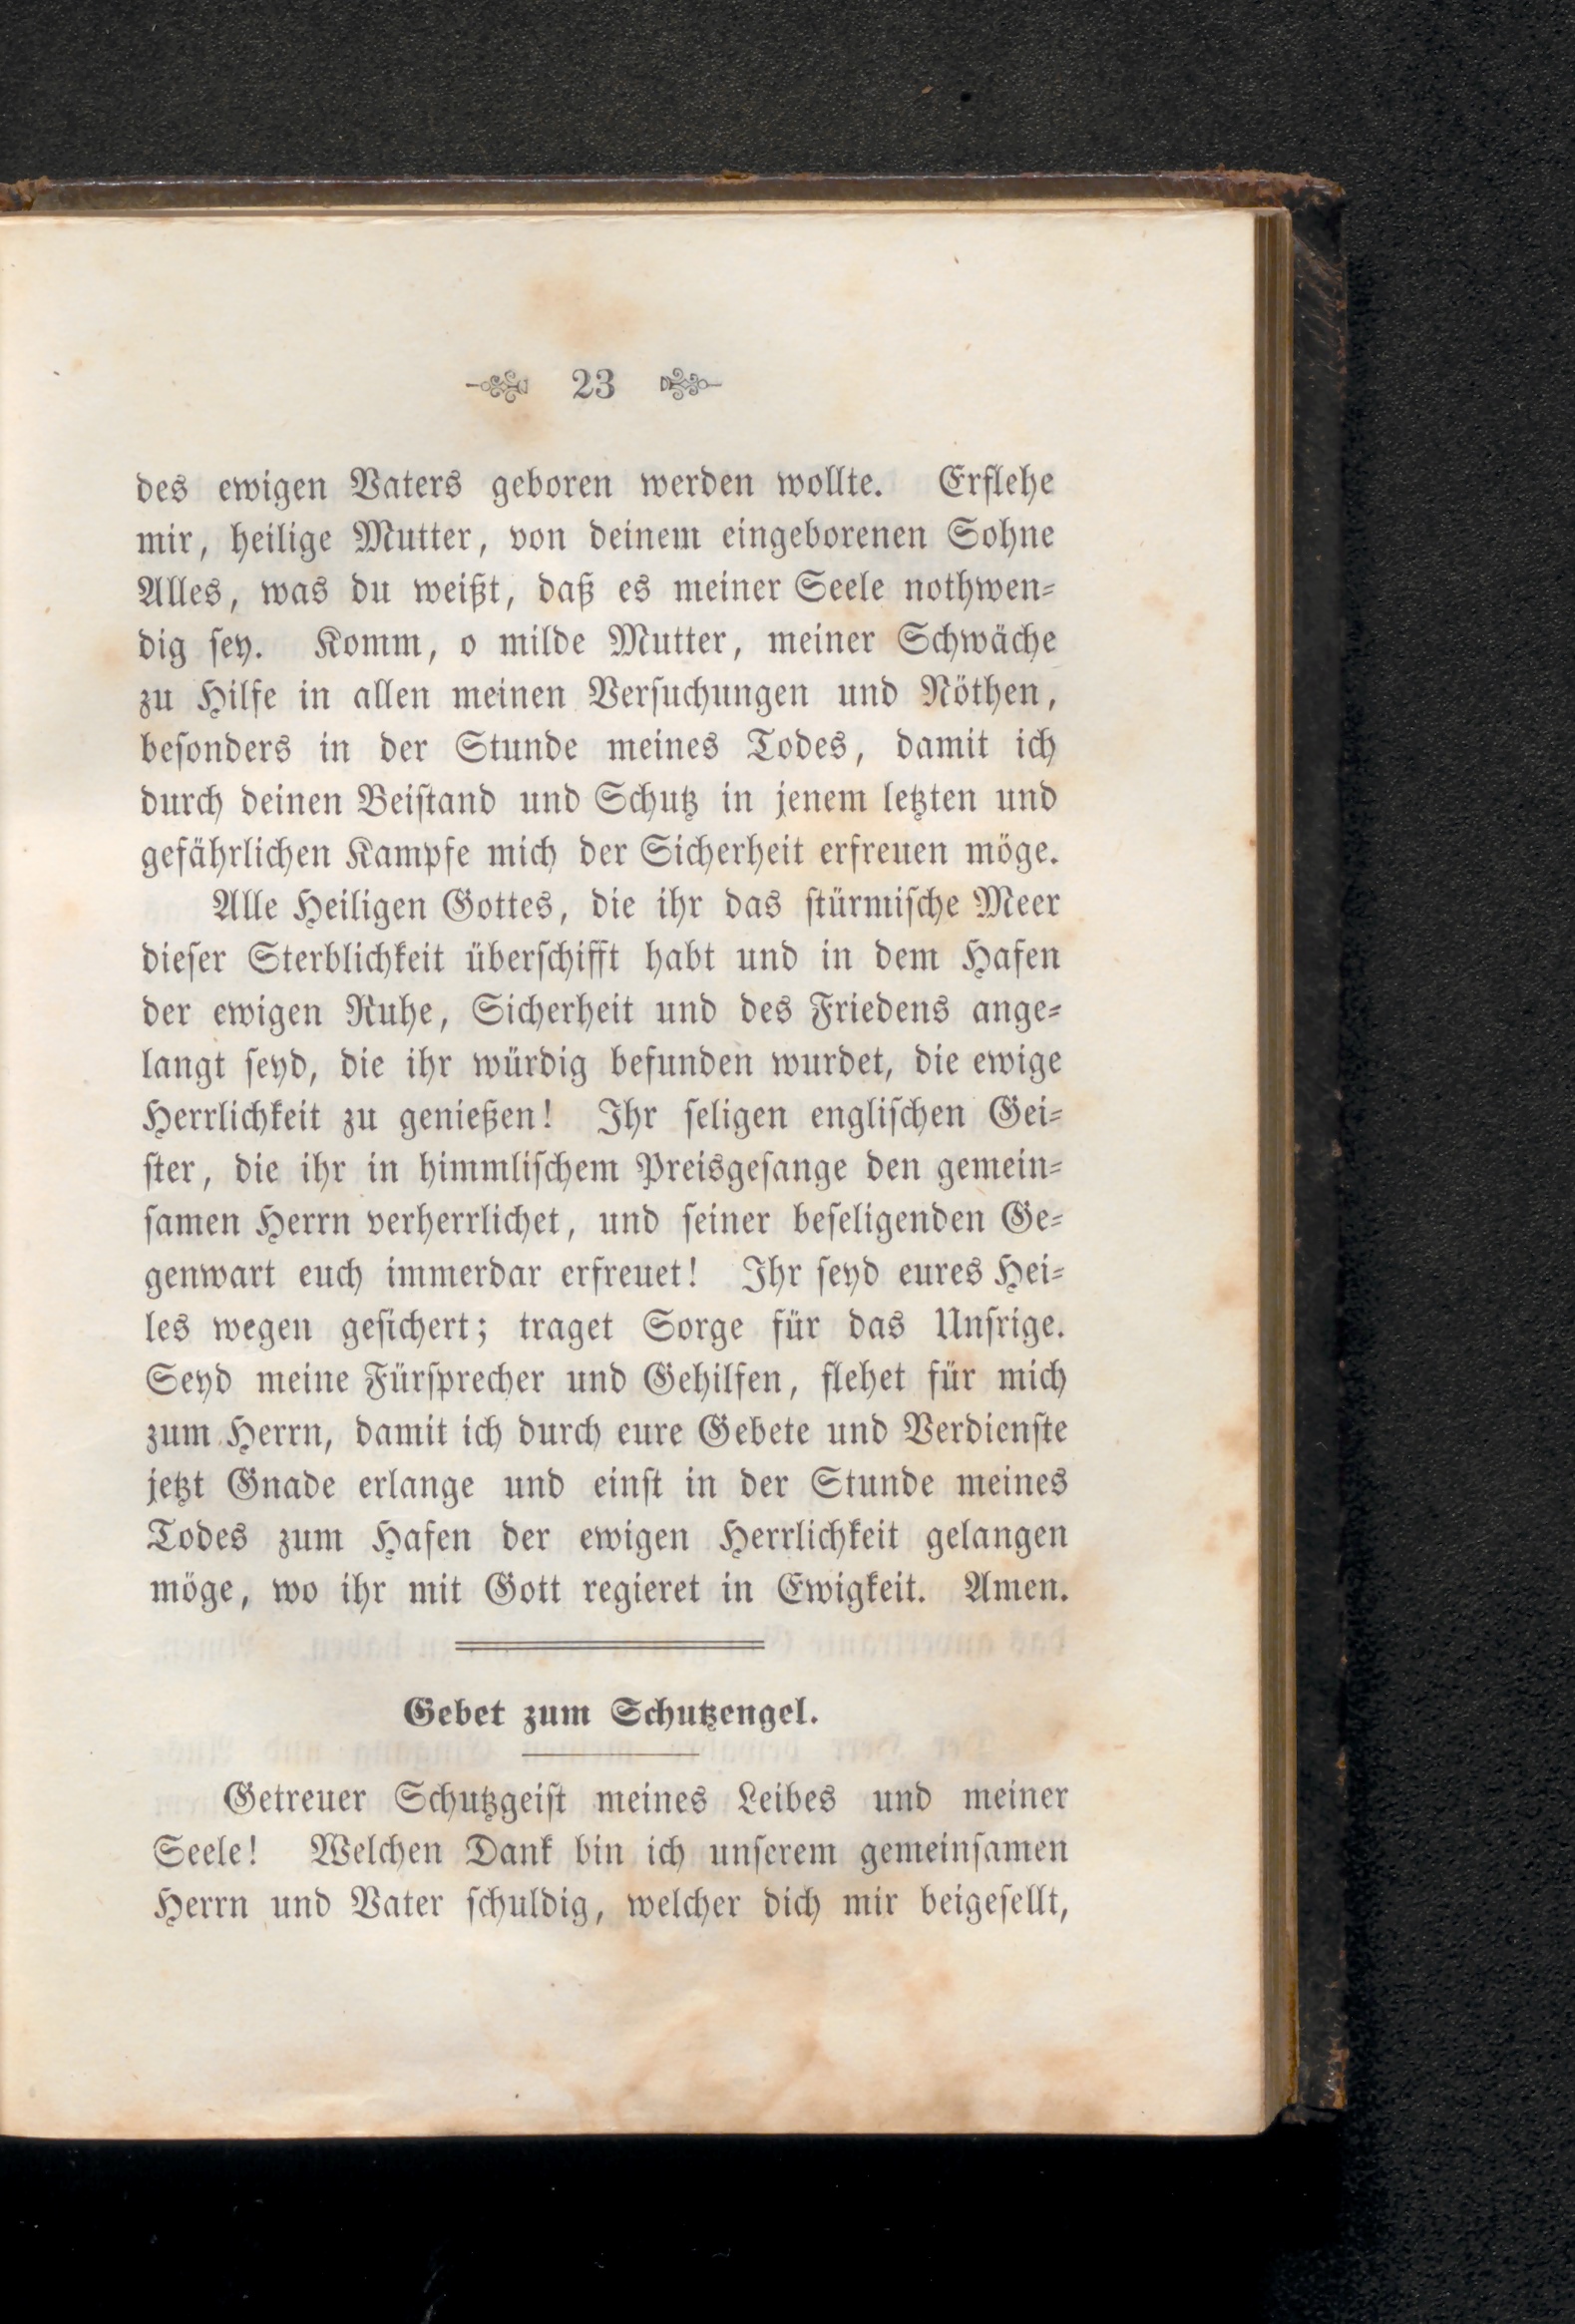 23
des ewigen Vaters geboren werden wollte. Erflehe
mir, heilige Mutter, von deinem eingeborenen Sohne
Alles, was du weißt, daß es meiner Seele nothwen-
dig sey. Komm, o milde Mutter, meiner Schwäche
zu Hilfe in allen meinen Versuchungen und Nöthen,
besonders in der Stunde meines Todes, damit ich
durch deinen Beistand und Schutz in jenem letzten und
gefährlichen Kampfe mich der Sicherheit erfreuen möge.
Alle Heiligen Gottes, die ihr das stürmische Meer
dieser Sterblichkeit überschifft habt und in dem Hafen
der ewigen Ruhe, Sicherheit und des Friedens ange-
langt seyd, die ihr würdig befunden wurdet, die ewige
Herrlichkeit zu genießen! Ihr seligen englischen Gei-
ster, die ihr in himmlischem Preisgesange den gemein-
samen Herrn verherrlichet, und seiner beseligenden Ge-
genwart euch immerdar erfreuet! Ihr seyd eures Hei-
les wegen gesichert; traget Sorge für das Unsrige.
Seyd meine Fürsprecher und Gehilfen, flehet für mich
zum Herrn, damit ich durch eure Gebete und Verdienste
jetzt Gnade erlange und einst in der Stunde meines
Todes zum Hafen der ewigen Herrlichkeit gelangen
möge, wo ihr mit Gott regieret in Ewigkeit. Amen.
Gebet zum Schutzengel.
Getreuer Schutzgeist meines Leibes und meiner
Seele! Welchen Dank bin ich unserem gemeinsamen
Herrn und Vater schuldig, welcher dich mir beigesellt,